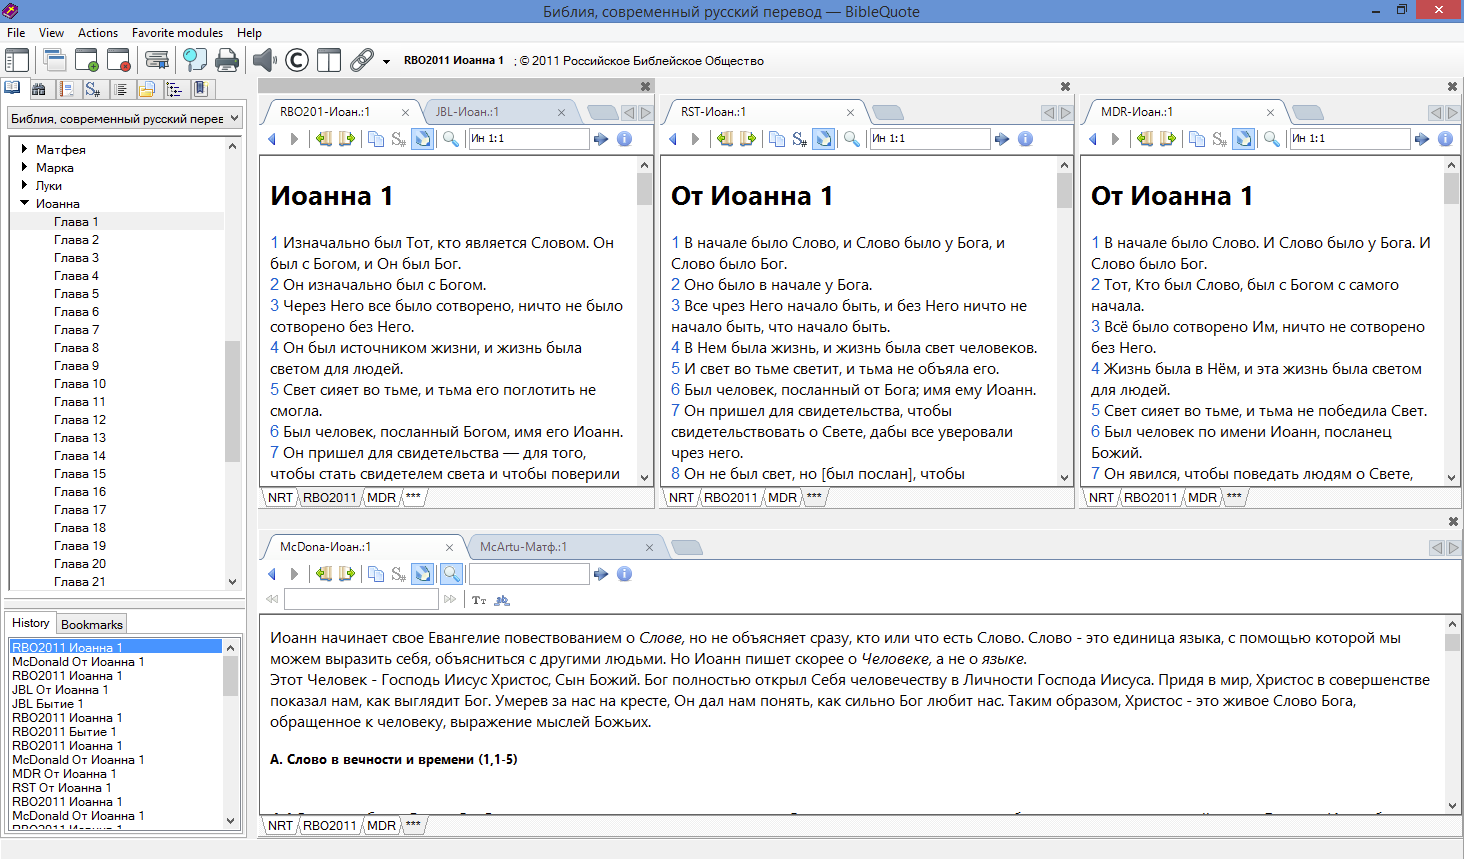 Библия, современный русский перевод — BibleQuote
File View Actions Favorite modules Help
RBO2011 Иоанна 1 ; © 2011 Российское Библейское Общество
Библия, современный русский перев
Матфея
Марка
Луки
Иоанна
Глава 1
Глава 2
Глава 3
Глава 4
Глава 5
Глава 6
Глава 7
Глава 8
Глава 9
Глава 10
Глава 11
Глава 12
Глава 13
Глава 14
Глава 15
Глава 16
Глава 17
Глава 18
Глава 19
Глава 20
Глава 21
History Bookmarks
RBO2011 Иоанна 1
McDonald От Иоанна 1
RBO2011 Иоанна 1
JBL От Иоанна 1
JBL Бытие 1
RBO2011 Иоанна 1
RBO2011 Бытие 1
RBO2011 Иоанна 1
McDonald От Иоанна 1
MDR От Иоанна 1
RST От Иоанна 1
RBO2011 Иоанна 1
McDonald От Иоанна 1
RBO2011 Иоанна 1
RBO201-Иоан.:1 JBL-Иоан.:1
S# Ин 1:1
Иоанна 1
1 Изначально был Тот, кто является Словом. Он
был с Богом, и Он был Бог.
2 Он изначально был с Богом.
3 Через Него все было сотворено, ничто не было
сотворено без Него.
4 Он был источником жизни, и жизнь была
светом для людей.
5 Свет сияет во тьме, и тьма его поглотить не
смогла.
6 Был человек, посланный Богом, имя его Иоанн.
7 Он пришел для свидетельства — для того,
чтобы стать свидетелем света и чтобы поверили
NRT RBO2011 MDR ***
RST-Иоан.:1
S# Ин 1:1
От Иоанна 1
1 В начале было Слово, и Слово было у Бога, и
Слово было Бог.
2 Оно было в начале у Бога.
3 Все чрез Него начало быть, и без Него ничто не
начало быть, что начало быть.
4 В Нем была жизнь, и жизнь была свет человеков.
5 И свет во тьме светит, и тьма не объяла его.
6 Был человек, посланный от Бога; имя ему Иоанн.
7 Он пришел для свидетельства, чтобы
свидетельствовать о Свете, дабы все уверовали
чрез него.
8 Он не был свет, но [был послан], чтобы
NRT RBO2011 MDR ***
MDR-Иоан.:1
S# Ин 1:1
От Иоанна 1
1 В начале было Слово. И Слово было у Бога. И
Слово было Бог.
2 Тот, Кто был Слово, был с Богом с самого
начала.
3 Всё было сотворено Им, ничто не сотворено
без Него.
4 Жизнь была в Нём, и эта жизнь была светом
для людей.
5 Свет сияет во тьме, и тьма не победила Свет.
6 Был человек по имени Иоанн, посланец
Божий.
7 Он явился, чтобы поведать людям о Свете,
NRT RBO2011 MDR ***
McDona-Иоан.:1 McArtu-Матф.:1
S#
Tт ab
Иоанн начинает свое Евангелие повествованием о Слове, но не объясняет сразу, кто или что есть Слово. Слово - это единица языка, с помощью которой мы
можем выразить себя, объясниться с другими людьми. Но Иоанн пишет скорее о Человеке, а не о языке.
Этот Человек - Господь Иисус Христос, Сын Божий. Бог полностью открыл Себя человечеству в Личности Господа Иисуса. Придя в мир, Христос в совершенстве
показал нам, как выглядит Бог. Умерев за нас на кресте, Он дал нам понять, как сильно Бог любит нас. Таким образом, Христос - это живое Слово Бога,
обращенное к человеку, выражение мыслей Божьих.
А. Слово в вечности и времени (1,1-5)
NRT RBO2011 MDR ***